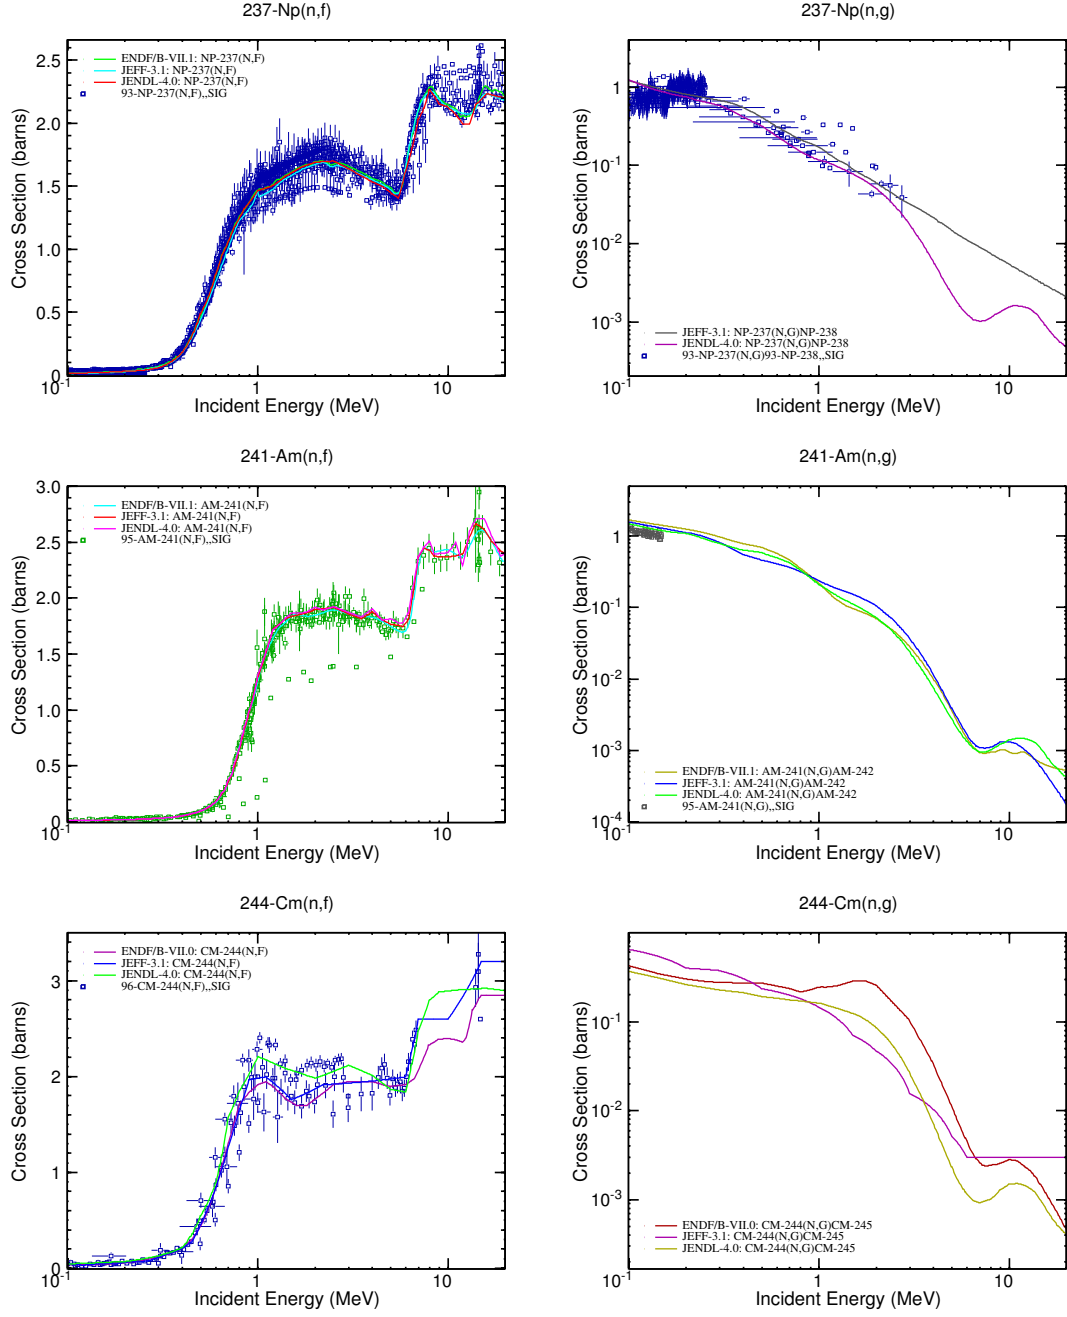 237-Np(n,f)
2.5
2.0
1.5
1.0
0.5
0
Cross Section (barns)
ENDF/B-VII.1: NP-237(N,F)
JEFF-3.1: NP-237(N,F)
JENDL-4.0: NP-237(N,F)
93-NP-237(N,F),,SIG
10-1 1 10
Incident Energy (MeV)
237-Np(n,g)
1
10-1
10-2
10-3
Cross Section (barns)
JEFF-3.1: NP-237(N,G)NP-238
JENDL-4.0: NP-237(N,G)NP-238
93-NP-237(N,G)93-NP-238,,SIG
10-1 1 10
Incident Energy (MeV)
241-Am(n,f)
3.0
2.5
2.0
1.5
1.0
0.5
0
Cross Section (barns)
ENDF/B-VII.1: AM-241(N,F)
JEFF-3.1: AM-241(N,F)
JENDL-4.0: AM-241(N,F)
95-AM-241(N,F),,SIG
10-1 1 10
Incident Energy (MeV)
241-Am(n,g)
1
10-1
10-2
10-3
10-4
Cross Section (barns)
ENDF/B-VII.1: AM-241(N,G)AM-242
JEFF-3.1: AM-241(N,G)AM-242
JENDL-4.0: AM-241(N,G)AM-242
95-AM-241(N,G),,SIG
10-1 1 10
Incident Energy (MeV)
244-Cm(n,f)
3
2
1
0
Cross Section (barns)
ENDF/B-VII.0: CM-244(N,F)
JEFF-3.1: CM-244(N,F)
JENDL-4.0: CM-244(N,F)
96-CM-244(N,F),,SIG
10-1 1 10
Incident Energy (MeV)
244-Cm(n,g)
10-1
10-2
10-3
Cross Section (barns)
ENDF/B-VII.0: CM-244(N,G)CM-245
JEFF-3.1: CM-244(N,G)CM-245
JENDL-4.0: CM-244(N,G)CM-245
10-1 1 10
Incident Energy (MeV)